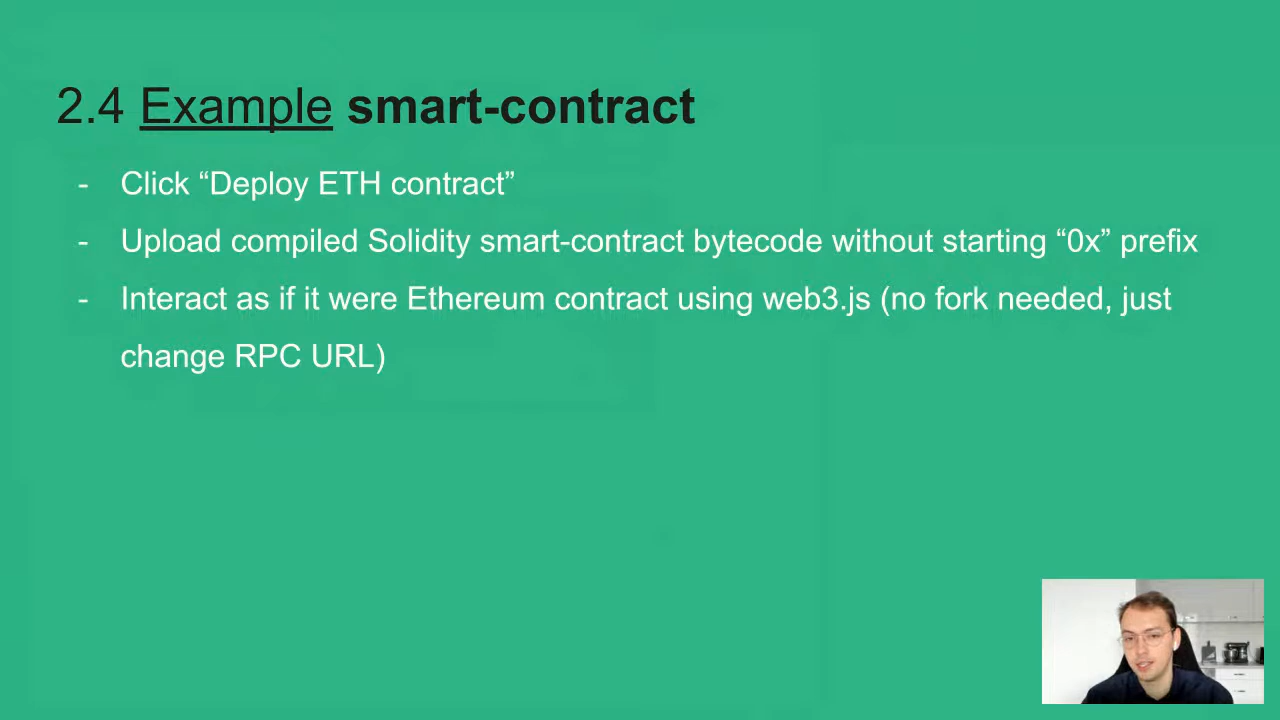 2.4 Example smart-contract
- Click “Deploy ETH contract”
- Upload compiled Solidity smart-contract bytecode without starting “0x” prefix
- Interact as if it were Ethereum contract using web3.js (no fork needed, just
change RPC URL)